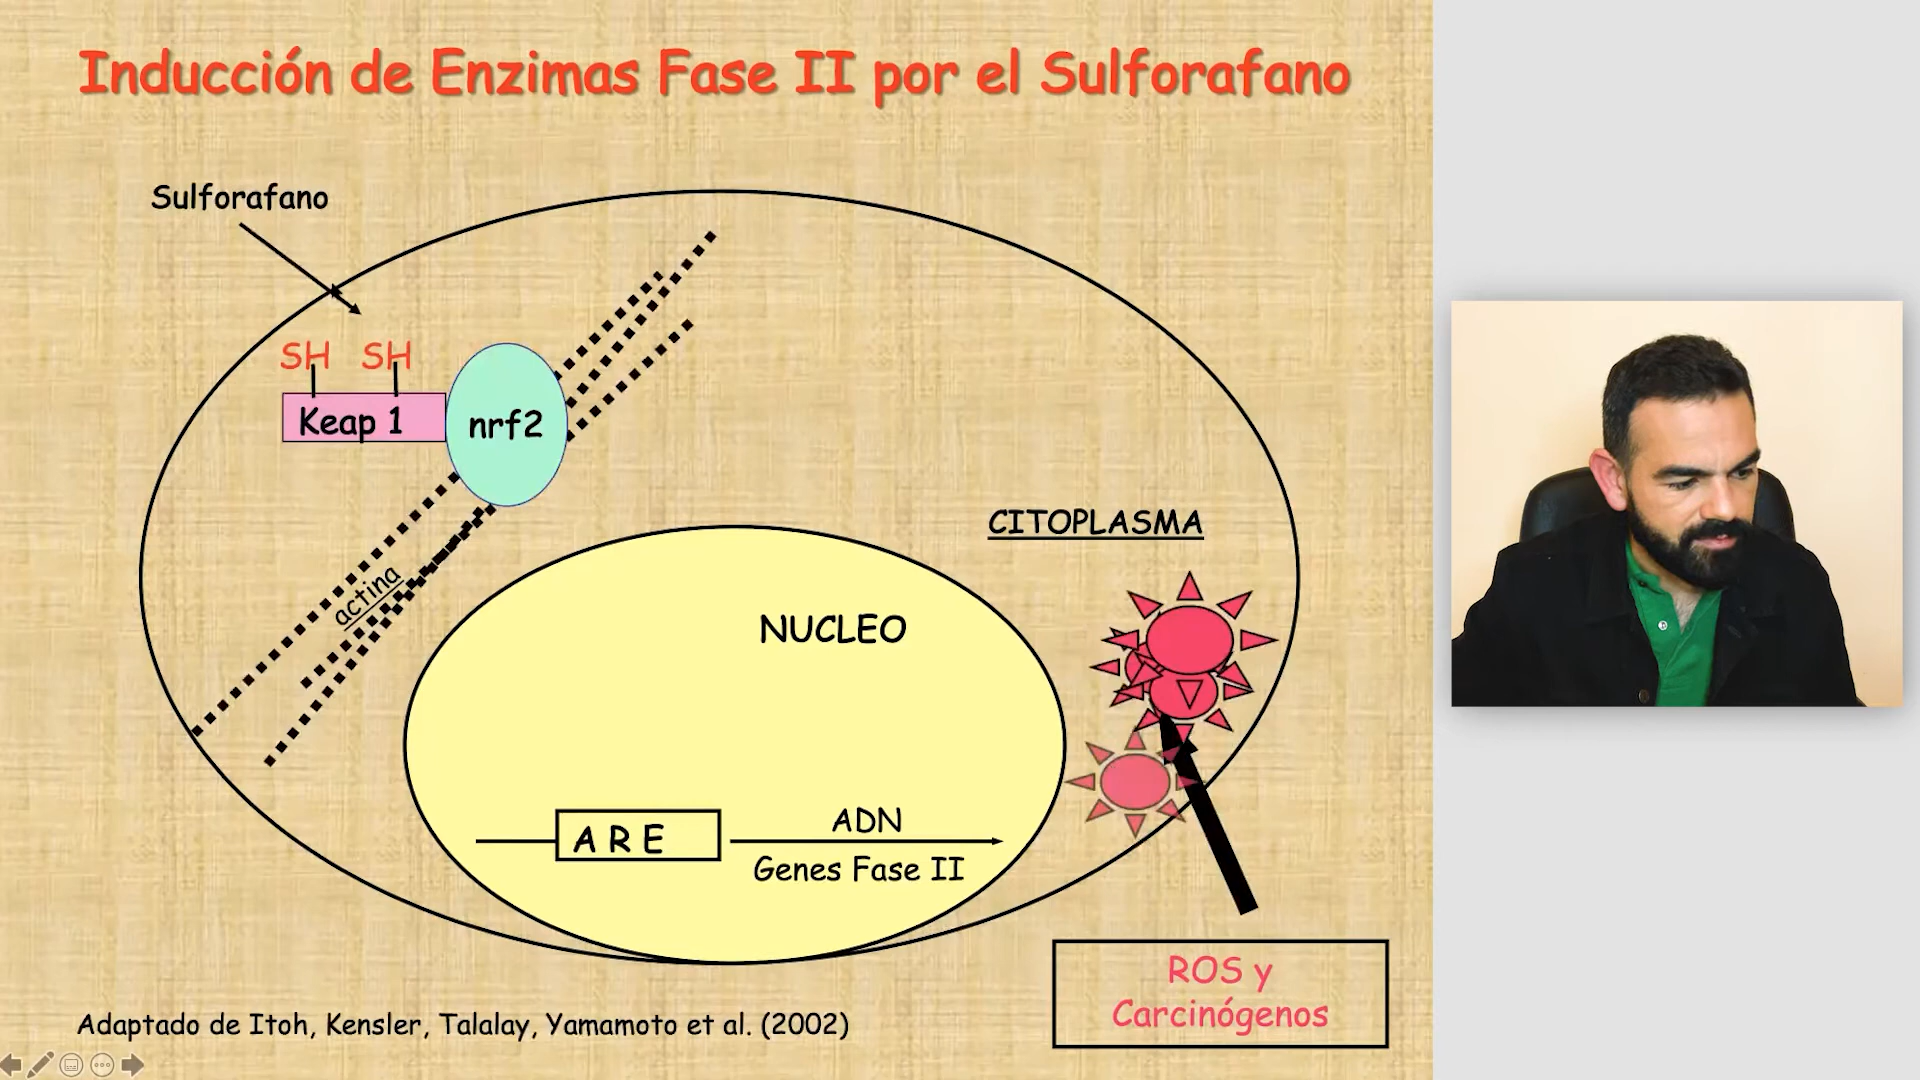 Inducción de Enzimas Fase II por el Sulforafano
Sulforafano
SH SH
Keap 1
nrf2
actina
CITOPLASMA
NUCLEO
A R E
ADN
Genes Fase II
ROS y
Carcinógenos
Adaptado de Itoh, Kensler, Talalay, Yamamoto et al. (2002)